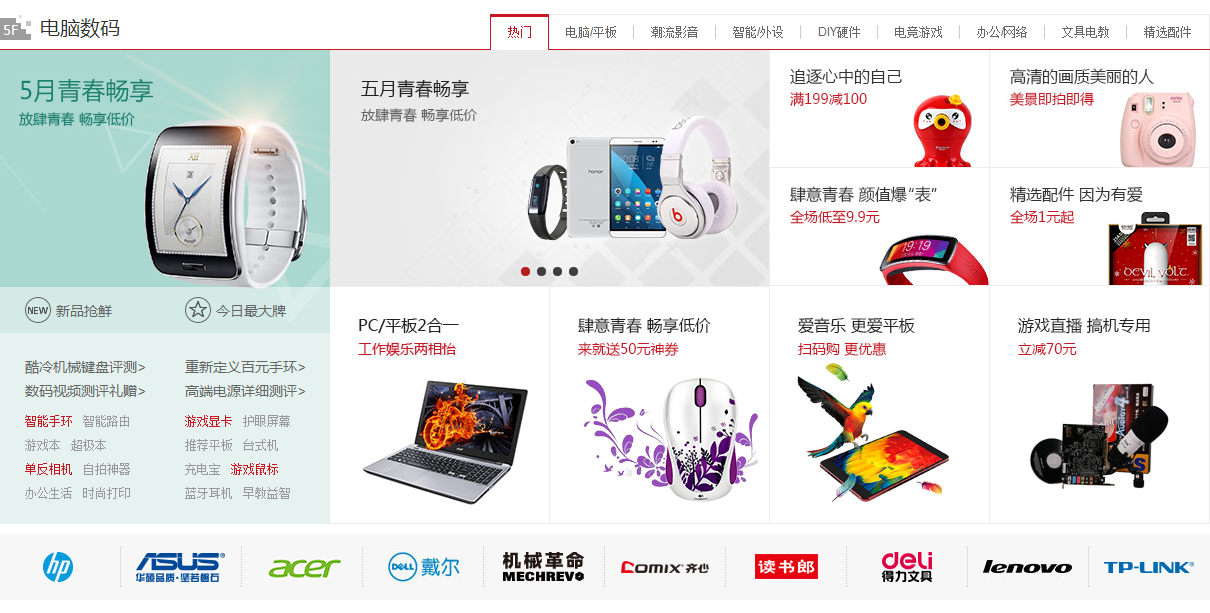 5F 电脑数码
热门 电脑/平板 潮流影音 智能/外设 DIY硬件 电竞游戏 办公/网络 文具电教 精选配件
5月青春畅享
放肆青春 畅享低价
NEW 新品抢鲜 今日最大牌
酷冷机械键盘评测> 重新定义百元手环>
数码视频测评礼赠> 高端电源详细测评>
智能手环 智能路由 游戏显卡 护眼屏幕
游戏本 超极本 推荐平板 台式机
单反相机 自拍神器 充电宝 游戏鼠标
办公生活 时尚打印 蓝牙耳机 早教益智
五月青春畅享
放肆青春 畅享低价
honor
追逐心中的自己
满199减100
高清的画质美丽的人
美景即拍即得
肆意青春 颜值爆“表”
全场低至9.9元
19:19
精选配件 因为有爱
全场1元起
DEVIL VOLT
PC/平板2合一
工作娱乐两相怡
肆意青春 畅享低价
来就送50元神券
爱音乐 更爱平板
扫码购 更优惠
游戏直播 搞机专用
立减70元
hp
ASUS
华硕品质·坚若磐石
acer
DELL 戴尔
机械革命
MECHREVO
COMIX 齐心
读书郎
deli
得力文具
lenovo
TP-LINK